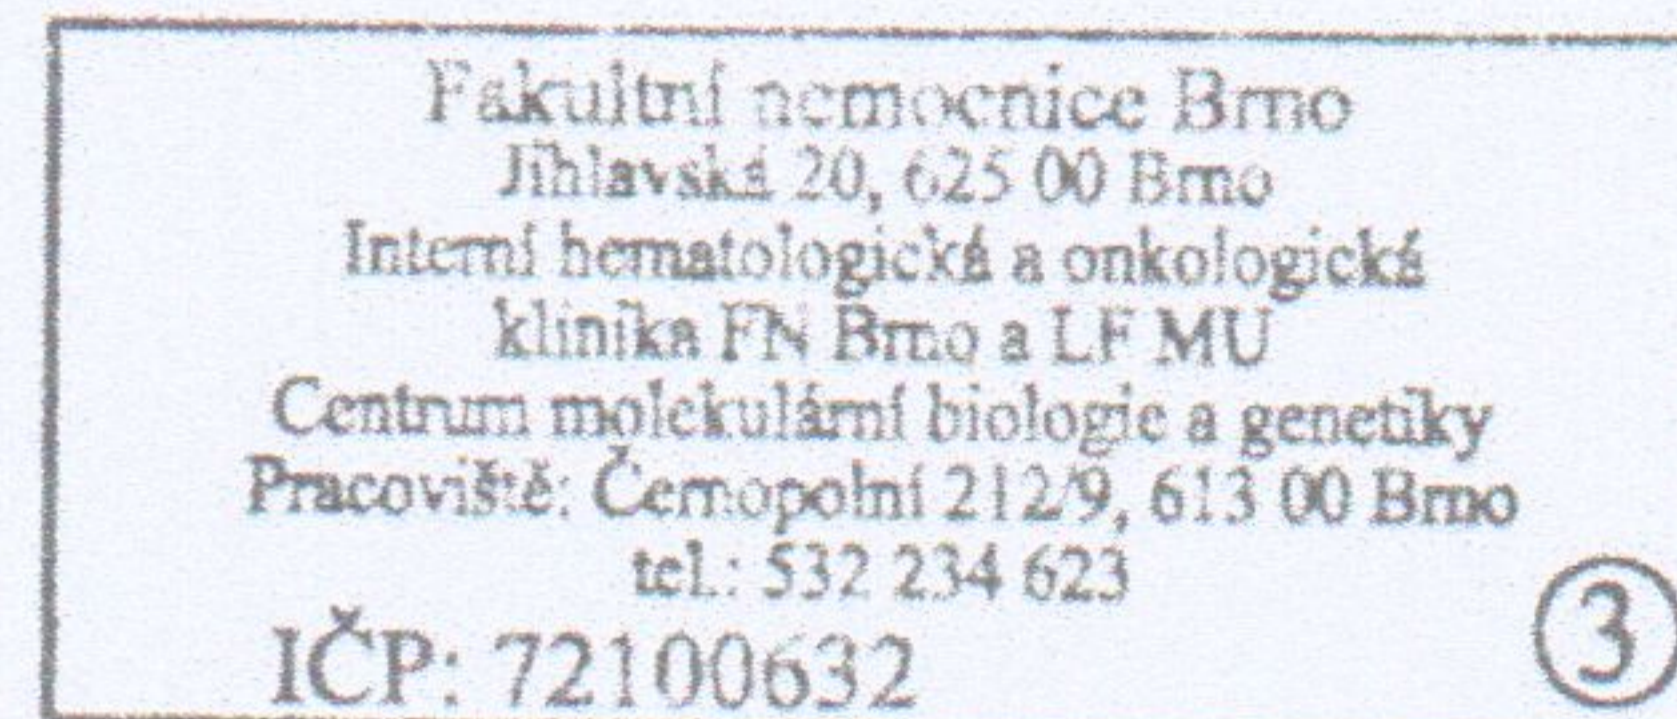 Fakultní nemocnice Brno
Jihlavská 20, 625 00 Brno
Interní hematologická a onkologická
klinika FN Brno a LF MU
Centrum molekulární biologie a genetiky
Pracoviště: Černopolní 212/9, 613 00 Brno
tel.: 532 234 623
IČP: 72100632
3